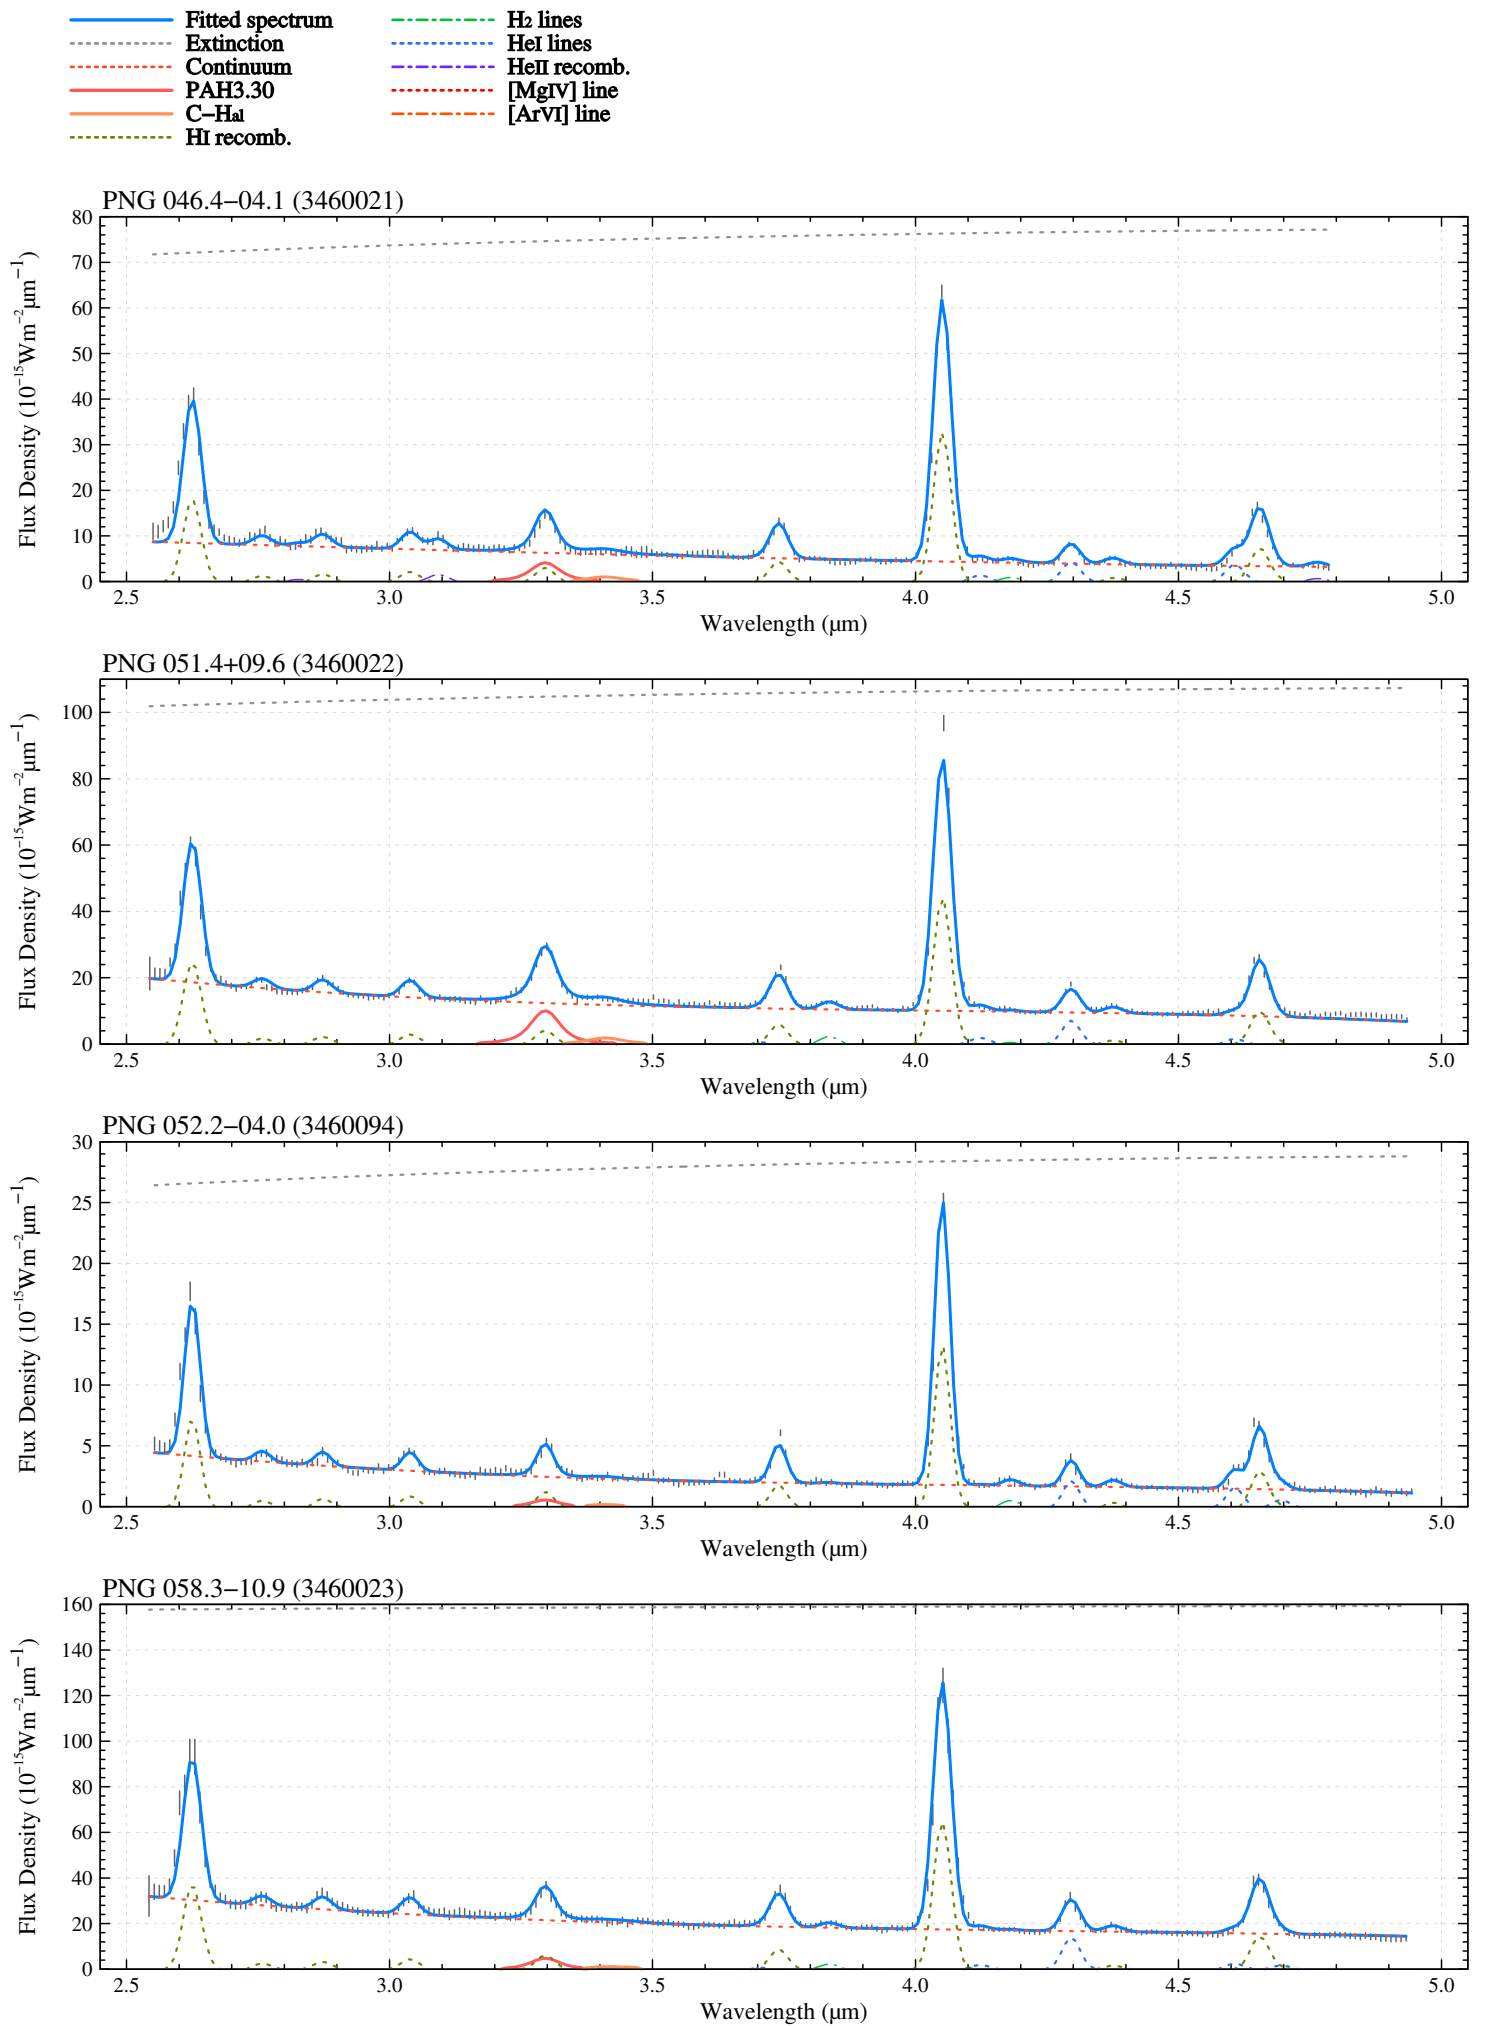 Fitted spectrum
Extinction
Continuum
PAH3.30
C−Hal
HI recomb.
H2 lines
HeI lines
HeII recomb.
[MgIV] line
[ArVI] line
PNG 046.4−04.1 (3460021)
80
70
60
50
40
30
20
10
0
Flux Density (10−15Wm−2µm−1)
2.5 3.0 3.5 4.0 4.5 5.0
Wavelength (µm)
PNG 051.4+09.6 (3460022)
100
80
60
40
20
0
Flux Density (10−15Wm−2µm−1)
2.5 3.0 3.5 4.0 4.5 5.0
Wavelength (µm)
PNG 052.2−04.0 (3460094)
30
25
20
15
10
5
0
Flux Density (10−15Wm−2µm−1)
2.5 3.0 3.5 4.0 4.5 5.0
Wavelength (µm)
PNG 058.3−10.9 (3460023)
160
140
120
100
80
60
40
20
0
Flux Density (10−15Wm−2µm−1)
2.5 3.0 3.5 4.0 4.5 5.0
Wavelength (µm)